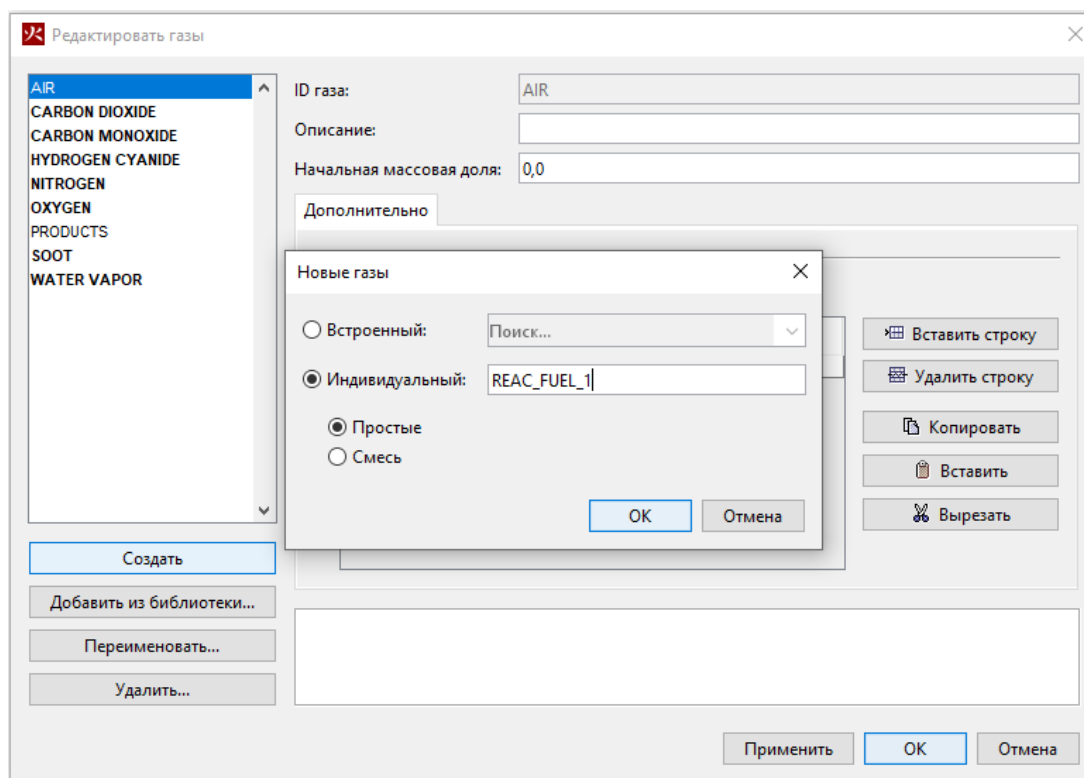 Редактировать газы
AIR
CARBON DIOXIDE
CARBON MONOXIDE
HYDROGEN CYANIDE
NITROGEN
OXYGEN
PRODUCTS
SOOT
WATER VAPOR
ID газа: AIR
Описание:
Начальная массовая доля: 0,0
Дополнительно
Новые газы
Встроенный: Поиск...
Индивидуальный: REAC_FUEL_1
Простые
Смесь
OK Отмена
Вставить строку
Удалить строку
Копировать
Вставить
Вырезать
Создать
Добавить из библиотеки...
Переименовать...
Удалить...
Применить OK Отмена